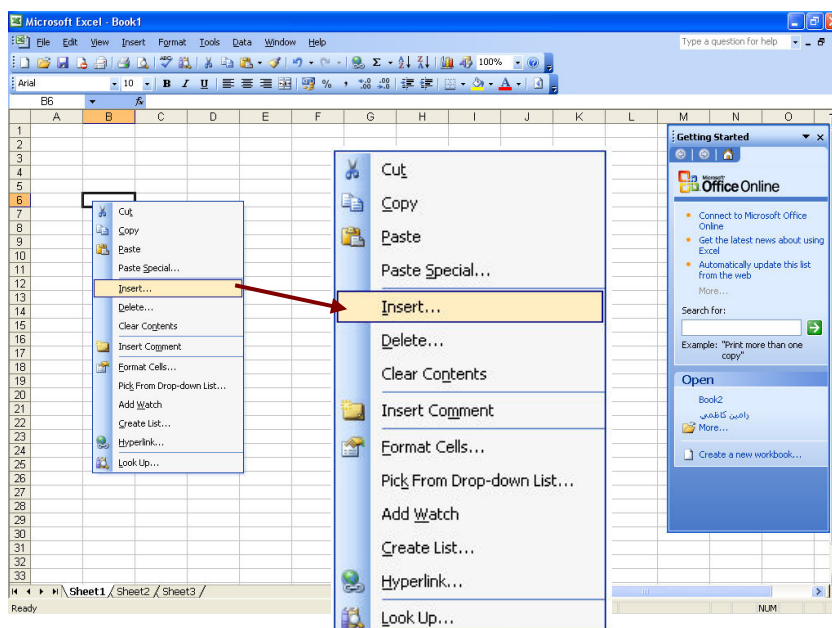 Microsoft Excel - Book1
File Edit View Insert Format Tools Data Window Help
Type a question for help
100%
Arial 10 B I U
B6 fx
A B C D E F G H I J K L M N O
1
2
3
4
5
6
7
8
9
10
11
12
13
14
15
16
17
18
19
20
21
22
23
24
25
26
27
28
29
30
31
32
33
Cut
Copy
Paste
Paste Special...
Insert...
Delete...
Clear Contents
Insert Comment
Format Cells...
Pick From Drop-down List...
Add Watch
Create List...
Hyperlink...
Look Up...
Cut
Copy
Paste
Paste Special...
Insert...
Delete...
Clear Contents
Insert Comment
Format Cells...
Pick From Drop-down List...
Add Watch
Create List...
Hyperlink...
Look Up...
Getting Started
Microsoft
Office Online
Connect to Microsoft Office
Online
Get the latest news about using
Excel
Automatically update this list
from the web
More...
Search for:
Example: "Print more than one
copy"
Open
Book2
رامین کاظمی
More...
Create a new workbook...
Sheet1 Sheet2 Sheet3
Ready
NUM